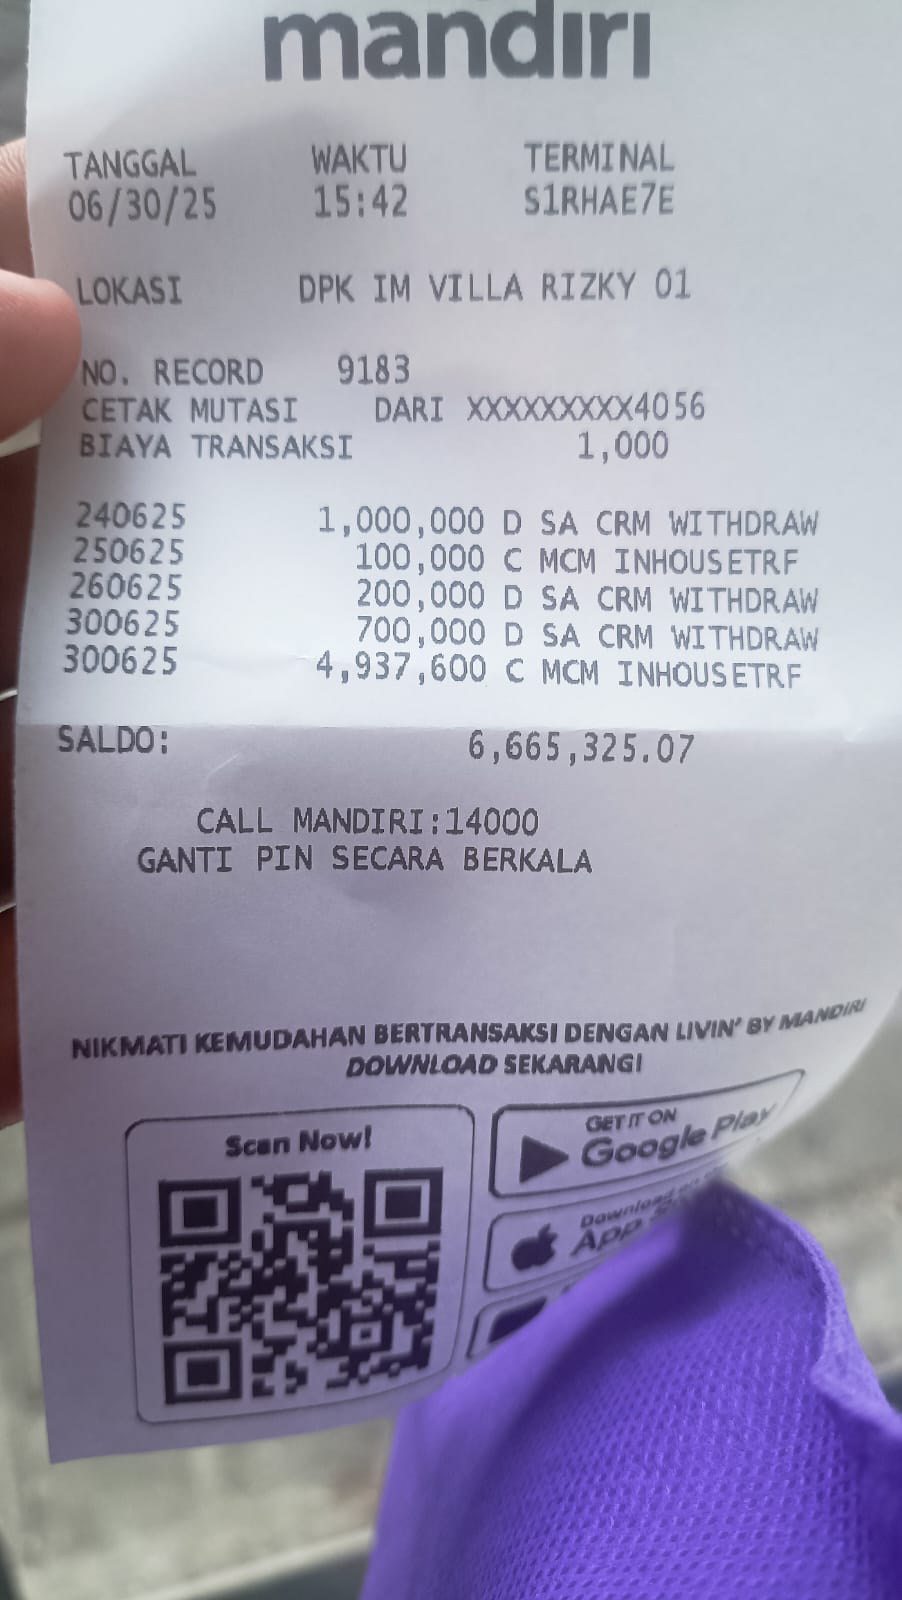 mandiri
TANGGAL WAKTU TERMINAL
06/30/25 15:42 S1RHAE7E
LOKASI DPK IM VILLA RIZKY 01
NO. RECORD 9183
CETAK MUTASI DARI XXXXXXXXX4056
BIAYA TRANSAKSI 1,000
240625 1,000,000 D SA CRM WITHDRAW
250625 100,000 C MCM INHOUSETRF
260625 200,000 D SA CRM WITHDRAW
300625 700,000 D SA CRM WITHDRAW
300625 4,937,600 C MCM INHOUSETRF
SALDO: 6,665,325.07
CALL MANDIRI:14000
GANTI PIN SECARA BERKALA
NIKMATI KEMUDAHAN BERTRANSAKSI DENGAN LIVIN' BY MANDIRI
DOWNLOAD SEKARANG!
Scan Now!
GET IT ON
Google Play
Download on
App